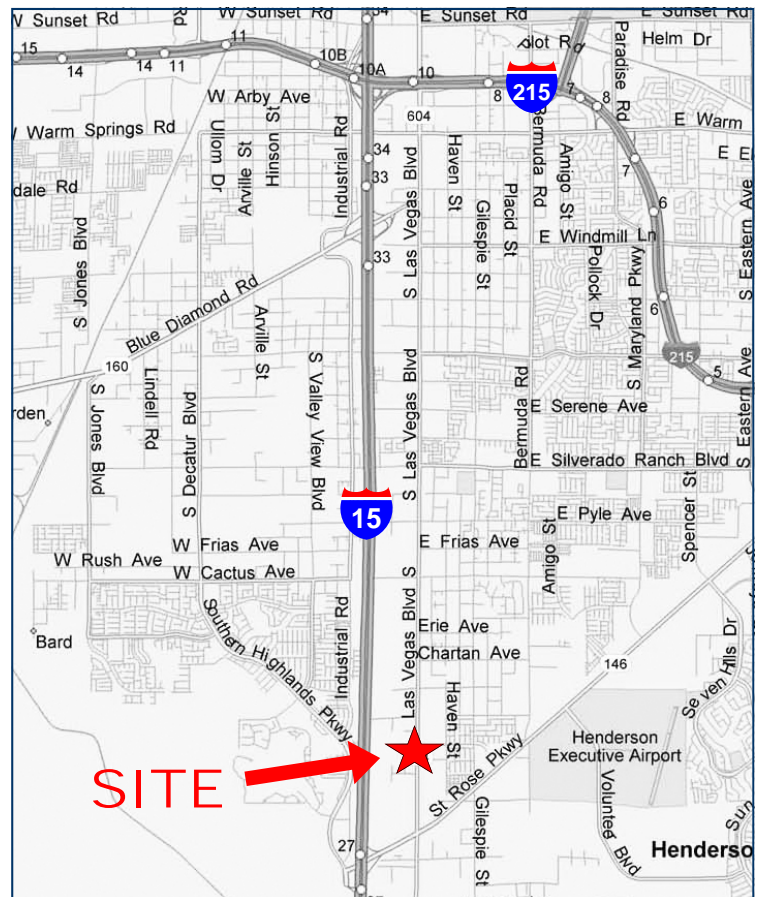 W Sunset Rd
E Sunset Rd
E Sunset Rd
34
15
14
14
11
11
10B
10A
10
8
215
7
8
Pilot Rd
Helm Dr
Paradise Rd
W Arby Ave
604
W Warm Springs Rd
E Warm
Ullom Dr
Arville St
Hinson St
Industrial Rd
34
33
33
S Las Vegas Blvd
Haven St
Gilespie St
Placid St
Bermuda Rd
Amigo St
7
6
6
E Windmill Ln
Pollock Dr
S Maryland Pkwy
S Eastern Ave
dale Rd
S Jones Blvd
Blue Diamond Rd
160
Arville St
215
5
rden
S Jones Blvd
Lindell Rd
S Decatur Blvd
S Valley View Blvd
S Las Vegas Blvd
Bermuda Rd
E Serene Ave
S Eastern Ave
E Silverado Ranch Blvd
15
E Pyle Ave
Spencer St
Amigo St
W Frias Ave
E Frias Ave
W Rush Ave
W Cactus Ave
Bard
Southern Highlands Pkwy
Industrial Rd
Las Vegas Blvd S
Erie Ave
Chartan Ave
Haven St
146
Seven Hills Dr
Henderson
Executive Airport
SITE
St Rose Pkwy
Gilespie St
Volunteer Blvd
Sun
27
Henderso